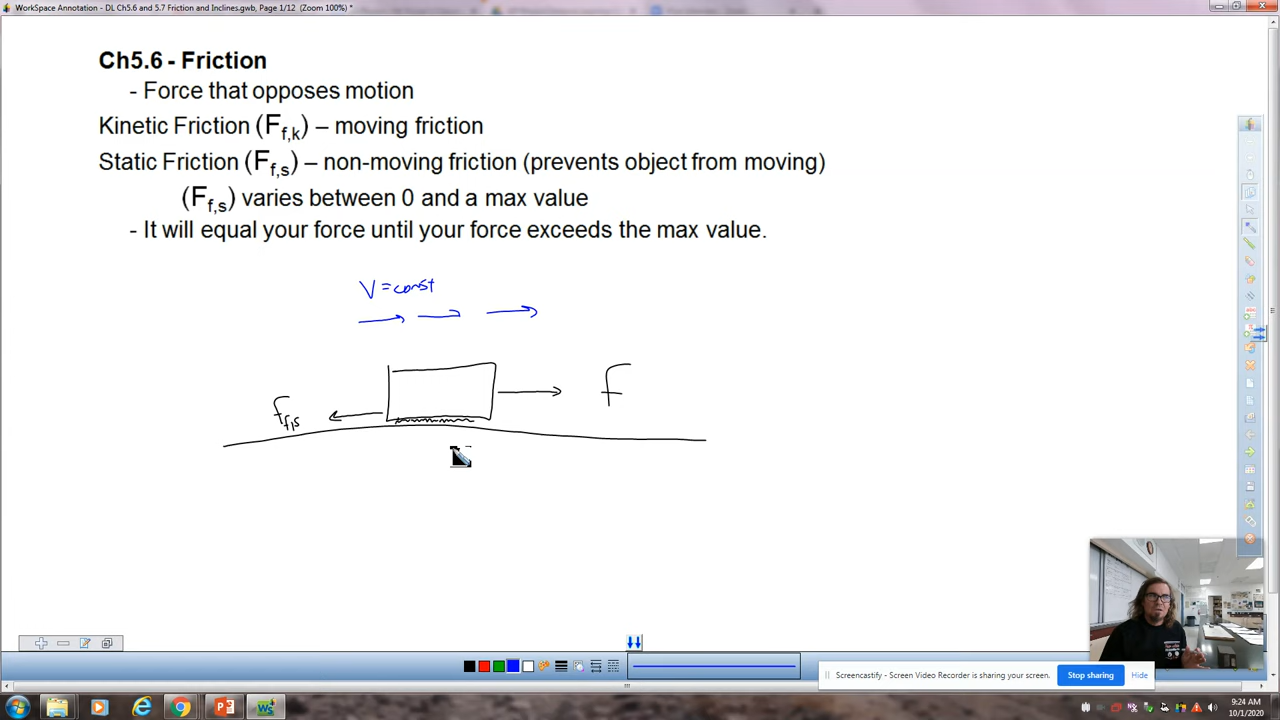 WorkSpace Annotation - DL Ch5.6 and 5.7 Friction and Inclines.gwb, Page 1/12 (Zoom 100%) *
Ch5.6 - Friction
- Force that opposes motion
Kinetic Friction (Ff,k) – moving friction
Static Friction (Ff,s) – non-moving friction (prevents object from moving)
(Ff,s) varies between 0 and a max value
- It will equal your force until your force exceeds the max value.
V = const
F
Ff,s
Screencastify - Screen Video Recorder is sharing your screen.
Stop sharing
Hide
9:24 AM
10/1/2020